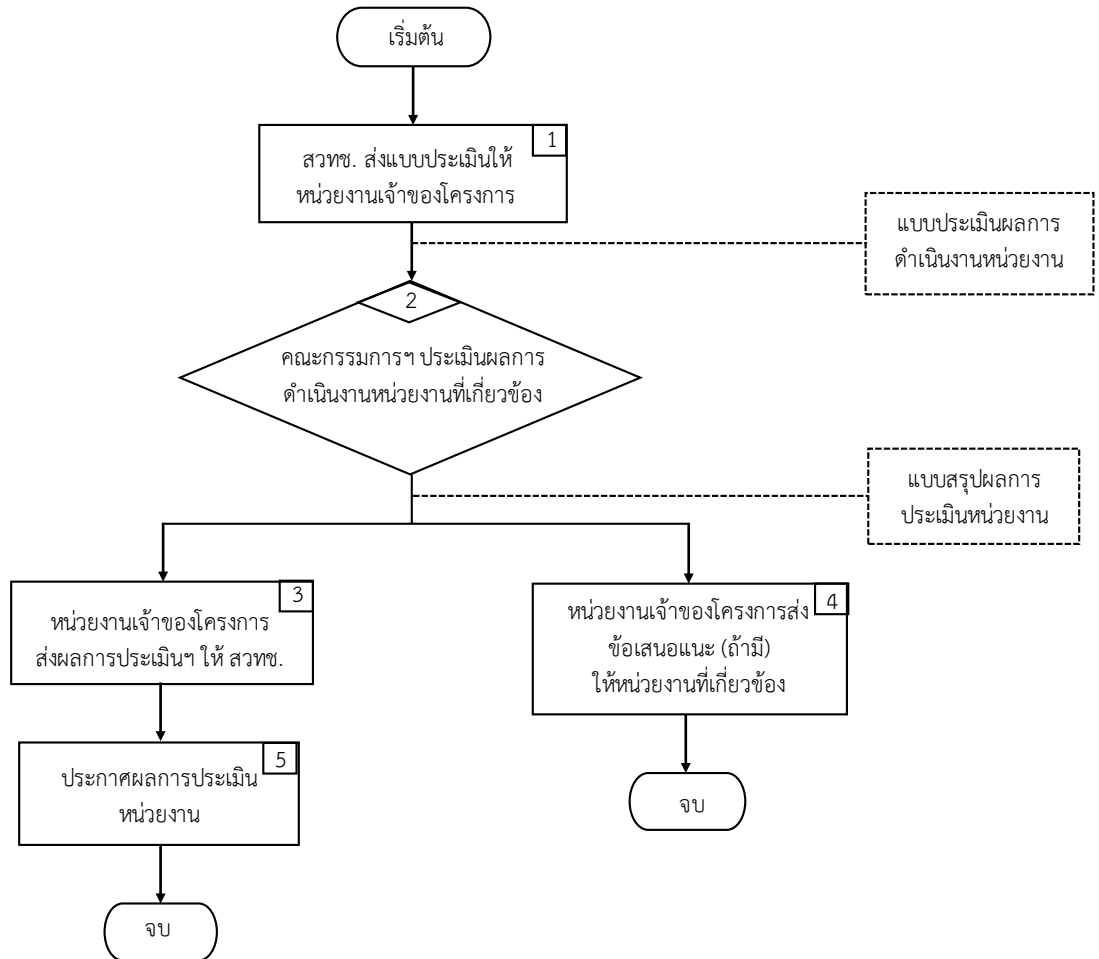 เริ่มต้น
1
สวทช. ส่งแบบประเมินให้
หน่วยงานเจ้าของโครงการ
แบบประเมินผลการ
ดำเนินงานหน่วยงาน
2
คณะกรรมการฯ ประเมินผลการ
ดำเนินงานหน่วยงานที่เกี่ยวข้อง
แบบสรุปผลการ
ประเมินหน่วยงาน
3
หน่วยงานเจ้าของโครงการ
ส่งผลการประเมินฯ ให้ สวทช.
4
หน่วยงานเจ้าของโครงการส่ง
ข้อเสนอแนะ (ถ้ามี)
ให้หน่วยงานที่เกี่ยวข้อง
5
ประกาศผลการประเมิน
หน่วยงาน
จบ
จบ